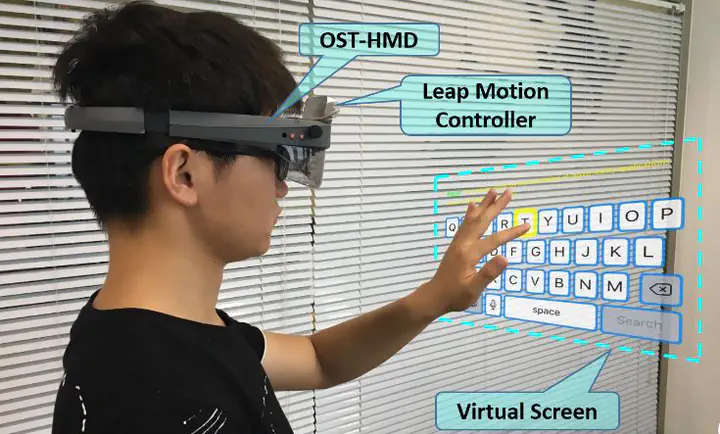 OST-HMD
Leap Motion
Controller
Q R T Y U I O P
D F G H J K L
X C V B N M
space
Search
Virtual Screen